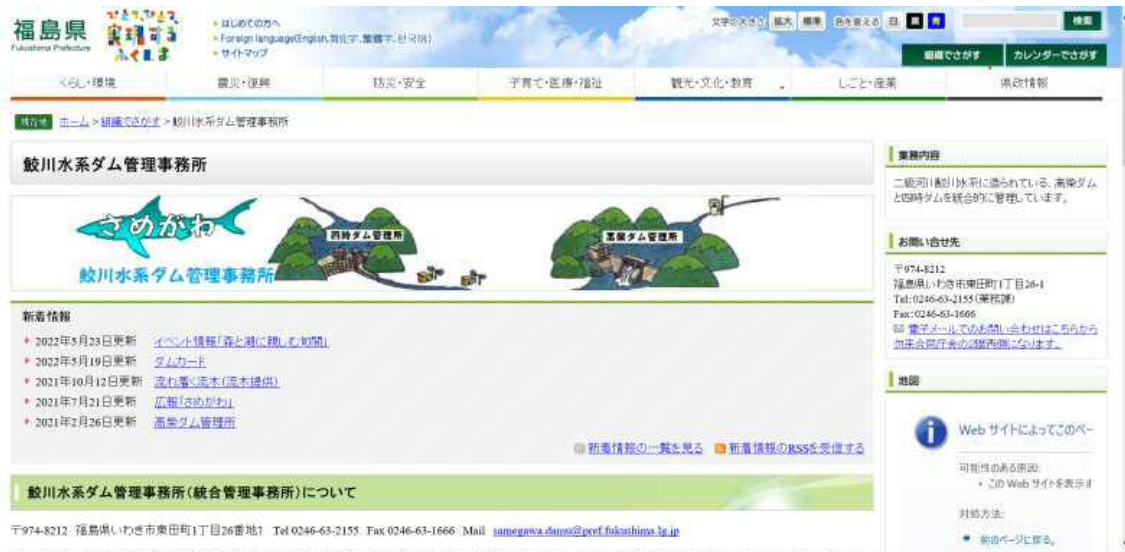 福島県
Fukushima Prefecture
ひとつ、ひとつ、
実現する
ふくしま
はじめての方へ
Foreign language(English,簡化字,繁體字,한국어)
サイトマップ
文字の大きさ 拡大 標準 色を変える 白 黒 青
検索
組織でさがす カレンダーでさがす
くらし・環境 震災・復興 防災・安全 子育て・医療・福祉 観光・文化・教育 しごと・産業 県政情報
現在地 ホーム > 組織でさがす > 鮫川水系ダム管理事務所
鮫川水系ダム管理事務所
さめがわ
鮫川水系ダム管理事務所
四時ダム管理所
高柴ダム管理所
新着情報
2022年5月23日更新 イベント情報「森と湖に親しむ旬間」
2022年5月19日更新 ダムカード
2021年10月12日更新 流れ着く流木(流木提供)
2021年7月21日更新 広報「さめがわ」
2021年2月26日更新 高柴ダム管理所
新着情報の一覧を見る 新着情報のRSSを受信する
鮫川水系ダム管理事務所(統合管理事務所)について
〒974-8212 福島県いわき市東田町1丁目26番地1 Tel 0246-63-2155 Fax 0246-63-1666 Mail samegawa.damu@pref.fukushima.lg.jp
業務内容
二級河川鮫川水系に造られている、高柴ダム
と四時ダムを統合的に管理しています。
お問い合せ先
〒974-8212
福島県いわき市東田町1丁目26-1
Tel:0246-63-2155(業務課)
Fax:0246-63-1666
電子メールでのお問い合わせはこちらから
勿来合同庁舎の2階西側になります。
地図
Web サイトによってこのペー
可能性のある原因:
この Web サイトを表示す
対処方法:
前のページに戻る。